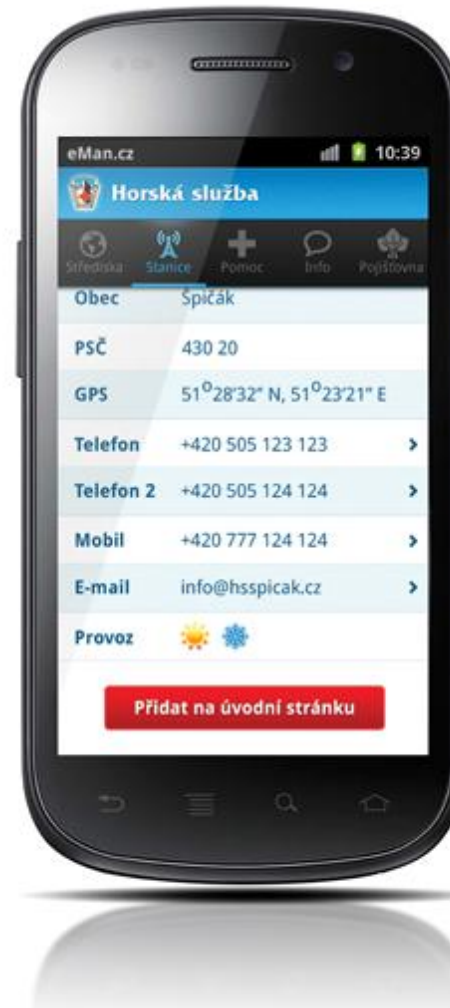 eMan.cz 10:39
Horská služba
Střediska Stanice Pomoc Info Pojišťovna
Obec Špičák
PSČ 430 20
GPS 51°28'32" N, 51°23'21" E
Telefon +420 505 123 123
Telefon 2 +420 505 124 124
Mobil +420 777 124 124
E-mail info@hsspicak.cz
Provoz
Přidat na úvodní stránku